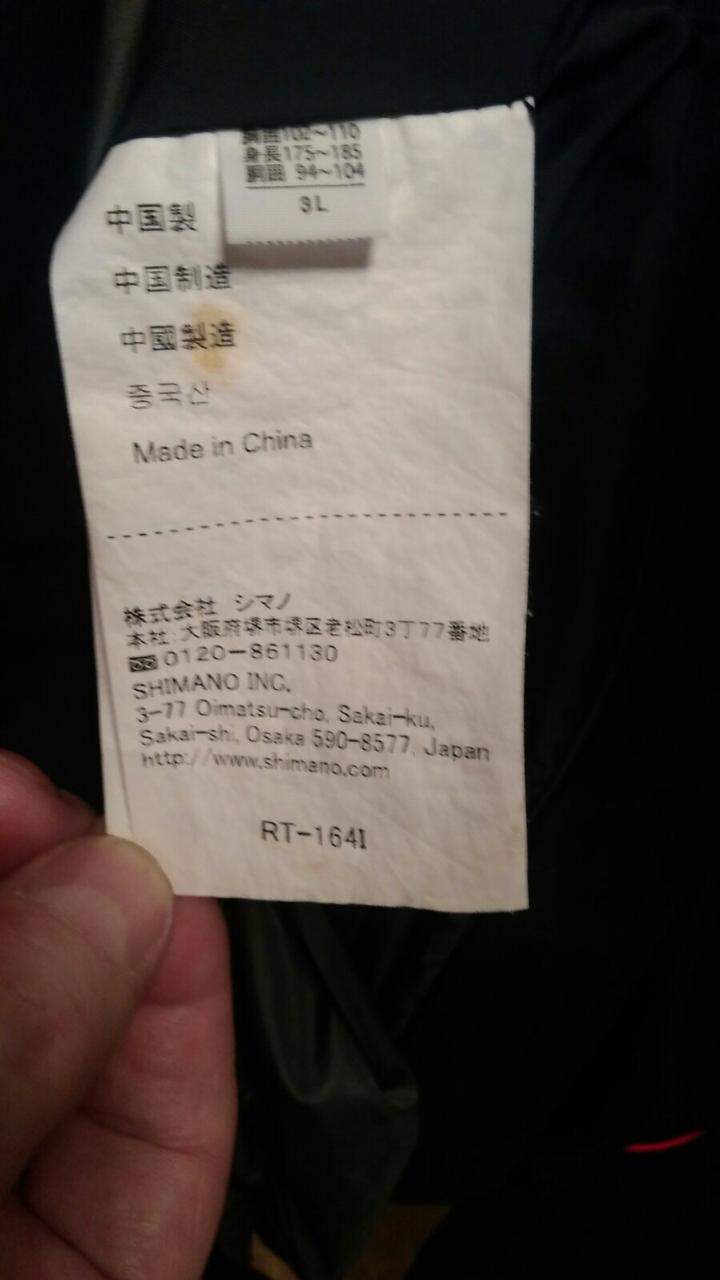 胸囲102~110
身長175~185
胴囲 94~104
3L
中国製
中国制造
中國製造
중국산
Made in China
株式会社 シマノ
本社:大阪府堺市堺区老松町3丁77番地
0120-861130
SHIMANO INC.
3-77 Oimatsu-cho, Sakai-ku,
Sakai-shi, Osaka 590-8577, Japan
http://www.shimano.com
RT-164I